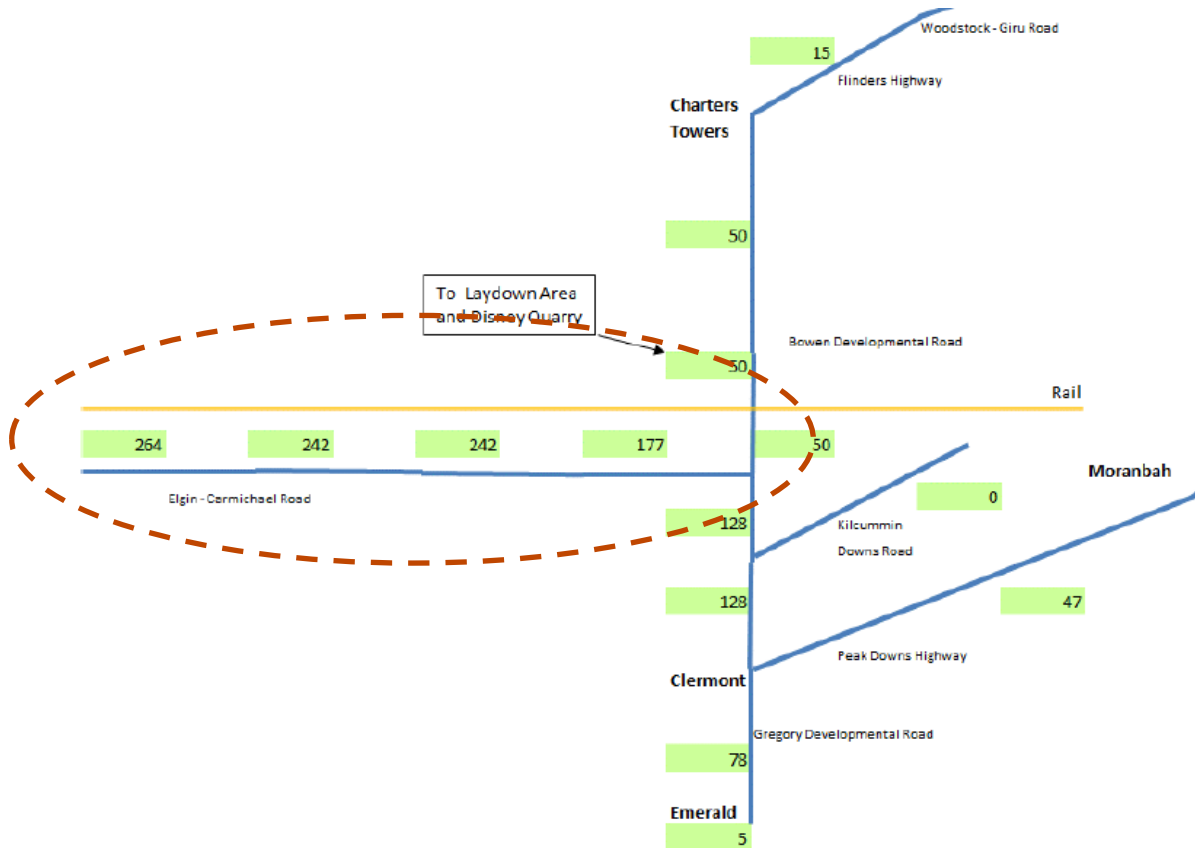 Woodstock - Giru Road
15
Flinders Highway
Charters
Towers
50
To Laydown Area
and Disney Quarry
Bowen Developmental Road
50
Rail
264
242
242
177
50
Moranbah
Elgin - Carmichael Road
0
128
Kilcummin
Downs Road
128
47
Peak Downs Highway
Clermont
Gregory Developmental Road
78
Emerald
5